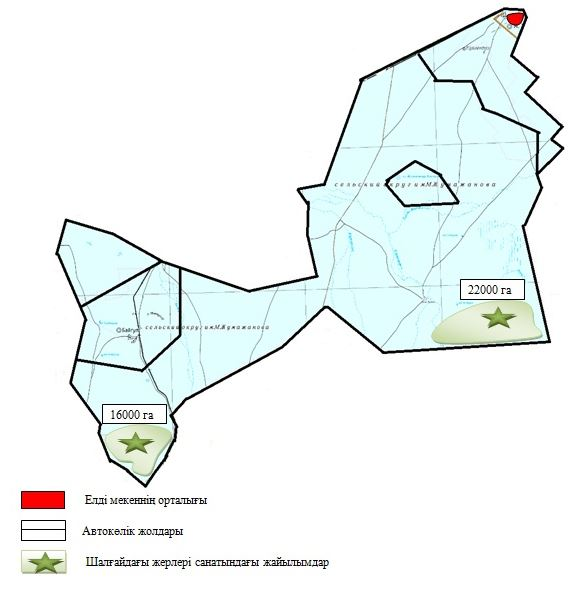 сельский округ им М.Жумажанова
22000 га
сельский округ им М.Жумажанова
16000 га
Елді мекеннің орталығы
Автокөлік жолдары
Шалғайдағы жерлері санатындағы жайылымдар